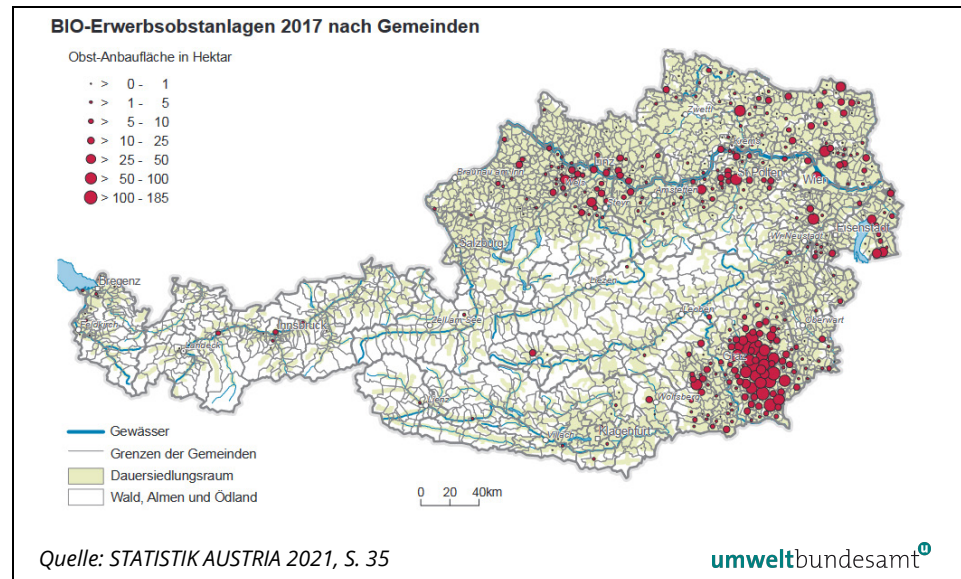 BIO-Erwerbsobstanlagen 2017 nach Gemeinden
Obst-Anbaufläche in Hektar
> 0 - 1
> 1 - 5
> 5 - 10
> 10 - 25
> 25 - 50
> 50 - 100
> 100 - 185
Zwettl
Krems
Linz
Braunau am Inn
Wels
St. Pölten
Wien
Amstetten
Steyr
Eisenstadt
Wr. Neustadt
Salzburg
Liezen
Bregenz
Leoben
Oberwart
Feldkirch
Innsbruck
Zell am See
Landeck
Wolfsberg
Lienz
Villach
Klagenfurt
Gewässer
Grenzen der Gemeinden
Dauersiedlungsraum
Wald, Almen und Ödland
0 20 40km
Quelle: STATISTIK AUSTRIA 2021, S. 35
umweltbundesamt u